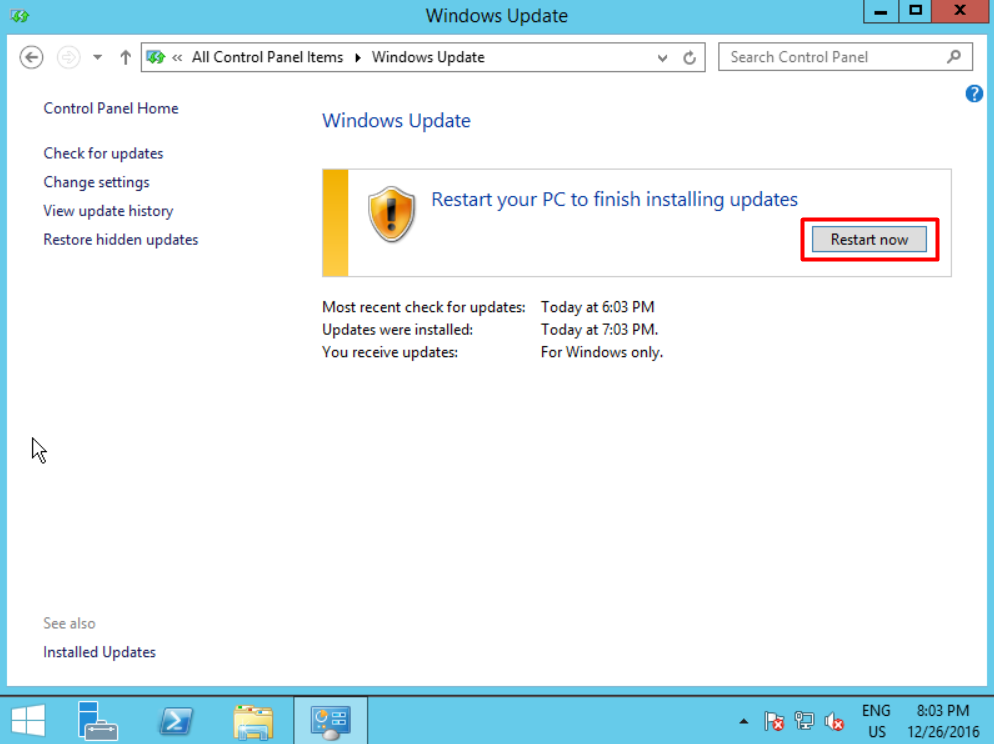 Windows Update
« All Control Panel Items Windows Update
Search Control Panel
Control Panel Home
Check for updates
Change settings
View update history
Restore hidden updates
Windows Update
Restart your PC to finish installing updates
Restart now
Most recent check for updates: Today at 6:03 PM
Updates were installed: Today at 7:03 PM.
You receive updates: For Windows only.
See also
Installed Updates
ENG 8:03 PM
US 12/26/2016